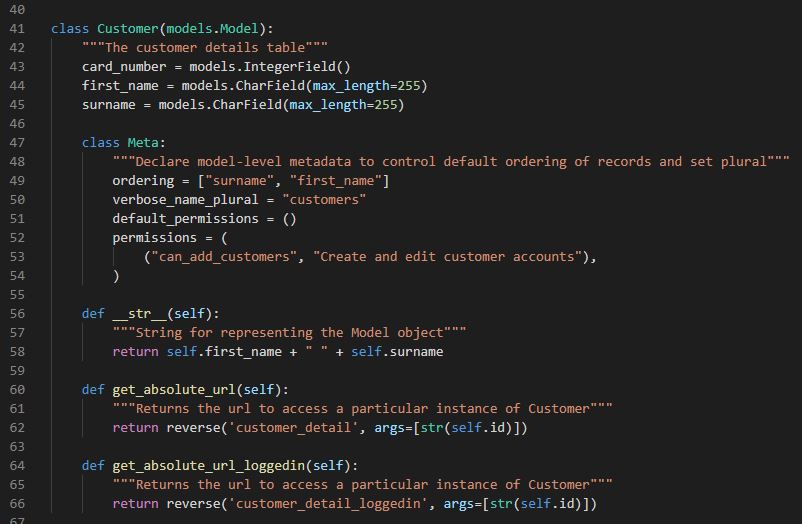 40
41 class Customer(models.Model):
42     """The customer details table"""
43     card_number = models.IntegerField()
44     first_name = models.CharField(max_length=255)
45     surname = models.CharField(max_length=255)
46
47     class Meta:
48         """Declare model-level metadata to control default ordering of records and set plural"""
49         ordering = ["surname", "first_name"]
50         verbose_name_plural = "customers"
51         default_permissions = ()
52         permissions = (
53             ("can_add_customers", "Create and edit customer accounts"),
54         )
55
56     def __str__(self):
57         """String for representing the Model object"""
58         return self.first_name + " " + self.surname
59
60     def get_absolute_url(self):
61         """Returns the url to access a particular instance of Customer"""
62         return reverse('customer_detail', args=[str(self.id)])
63
64     def get_absolute_url_loggedin(self):
65         """Returns the url to access a particular instance of Customer"""
66         return reverse('customer_detail_loggedin', args=[str(self.id)])
67